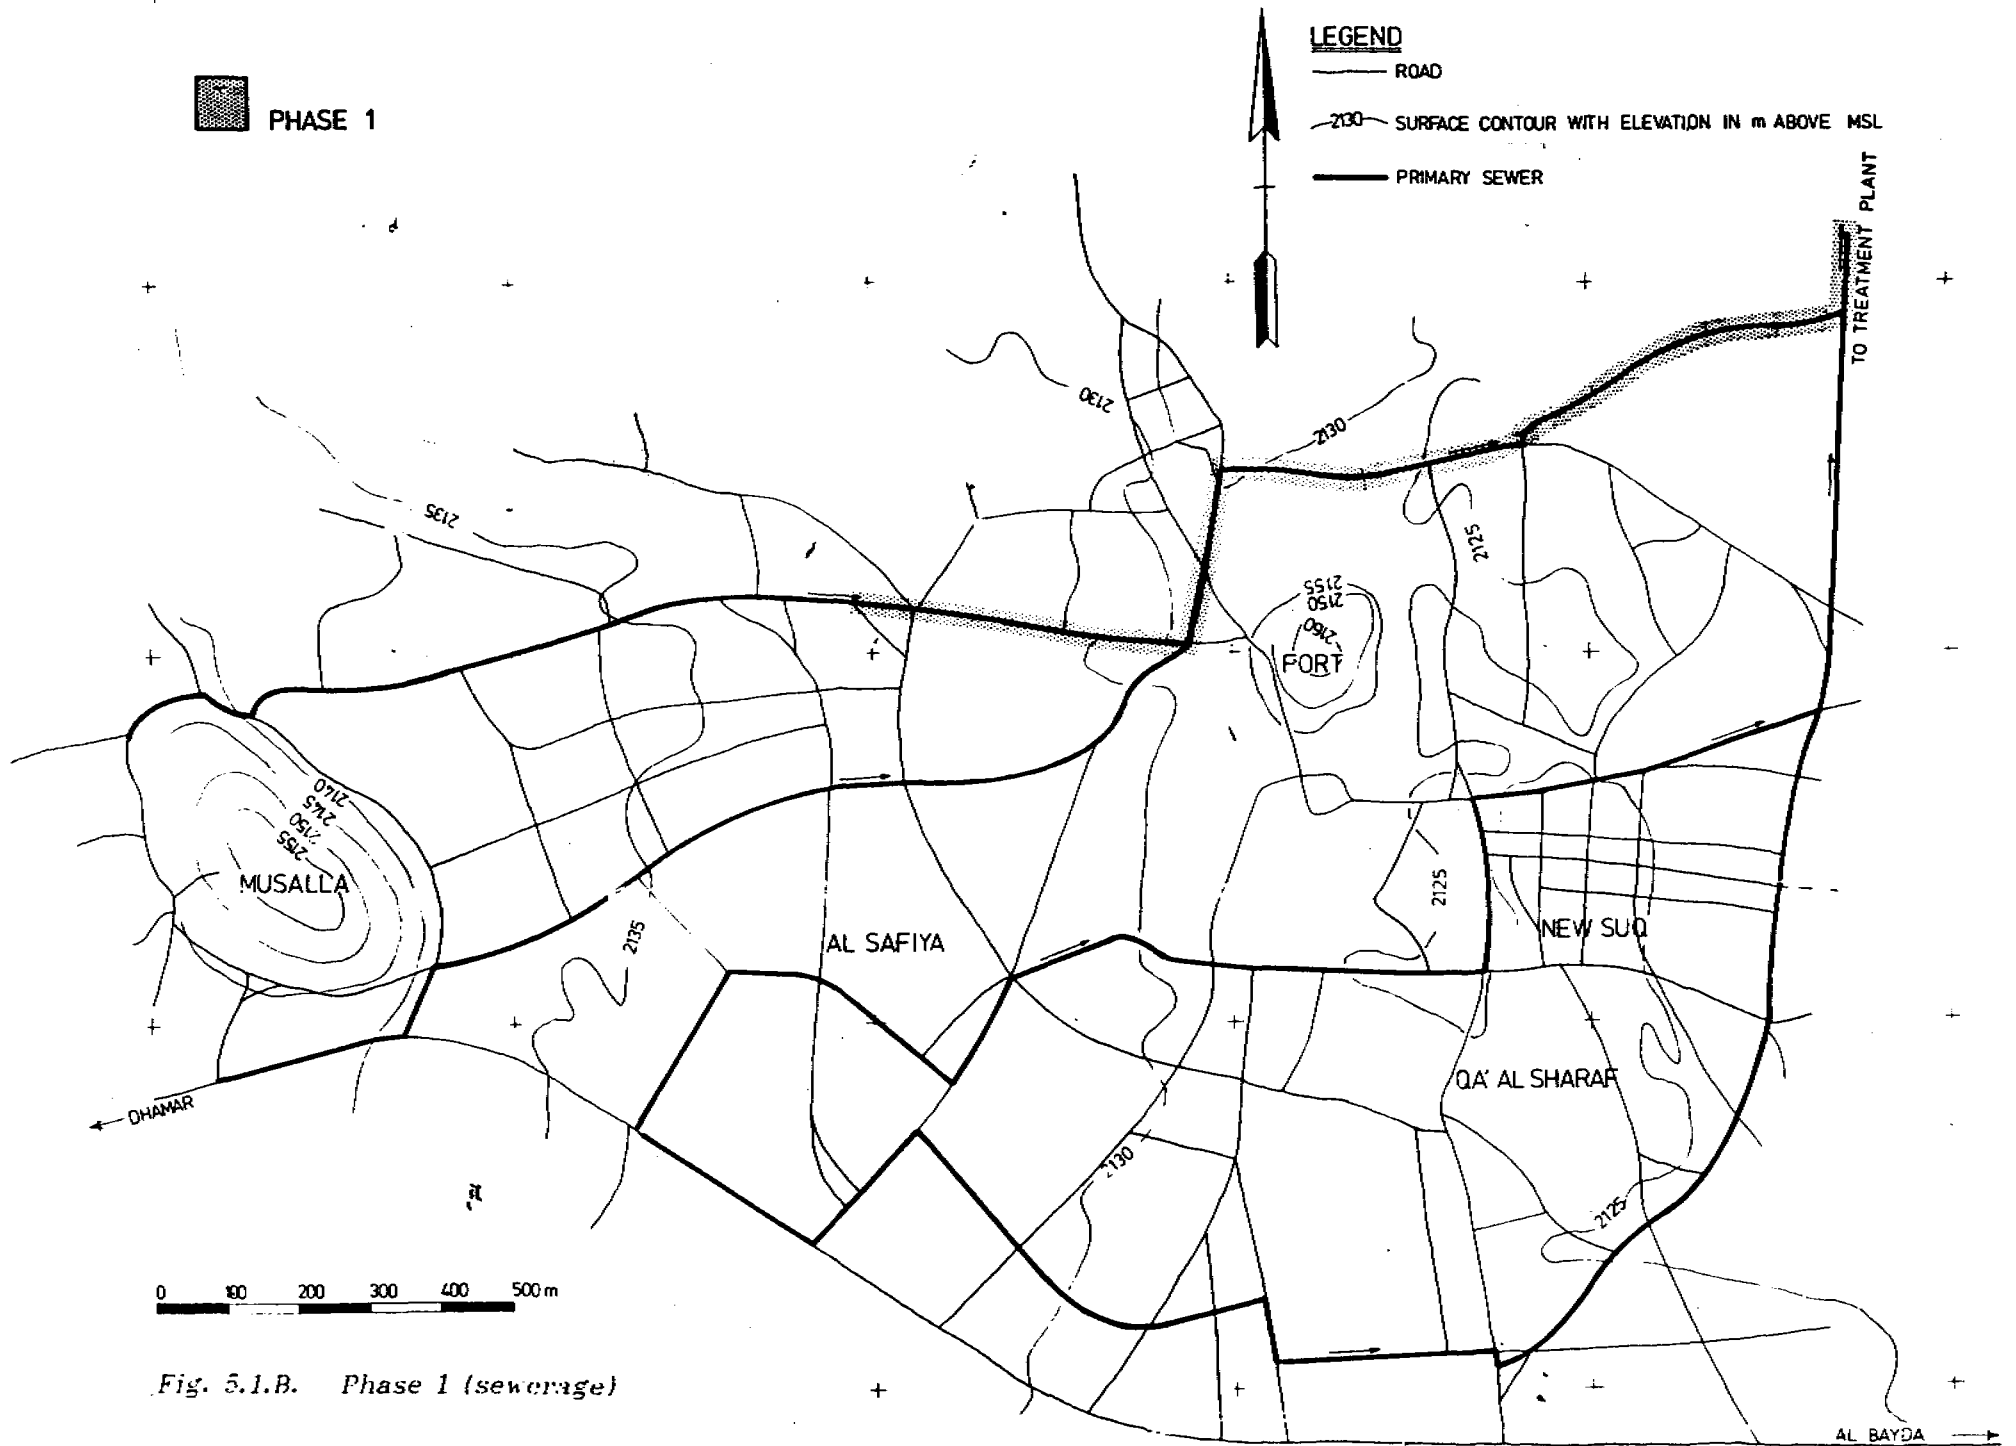 LEGEND
ROAD
2130 SURFACE CONTOUR WITH ELEVATION IN m ABOVE MSL
PRIMARY SEWER
PHASE 1
TO TREATMENT PLANT
2130
2130
2135
2125
2155
2150
2160
FORT
2140
2145
2150
2155
MUSALLA
2125
NEW SUQ
2135
AL SAFIYA
QA' AL SHARAF
DHAMAR
2130
2125
0 100 200 300 400 500 m
Fig. 5.1.B. Phase 1 (sewerage)
AL BAYDA